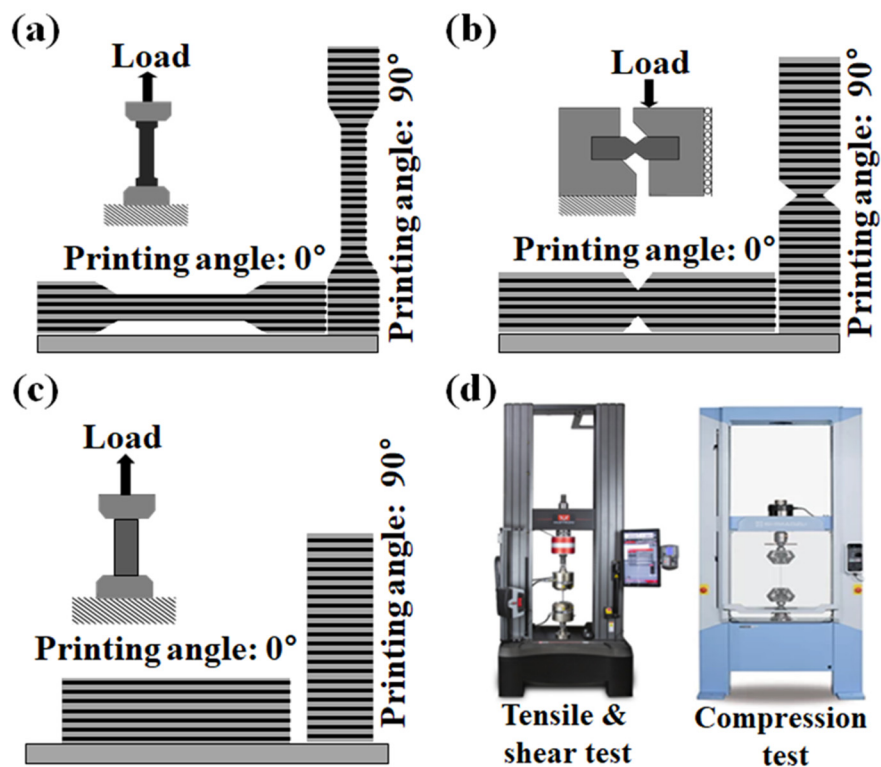 (a)
Load
Printing angle: 90°
Printing angle: 0°
(b)
Load
Printing angle: 90°
Printing angle: 0°
(c)
Load
Printing angle: 90°
Printing angle: 0°
(d)
Tensile &
shear test
Compression
test